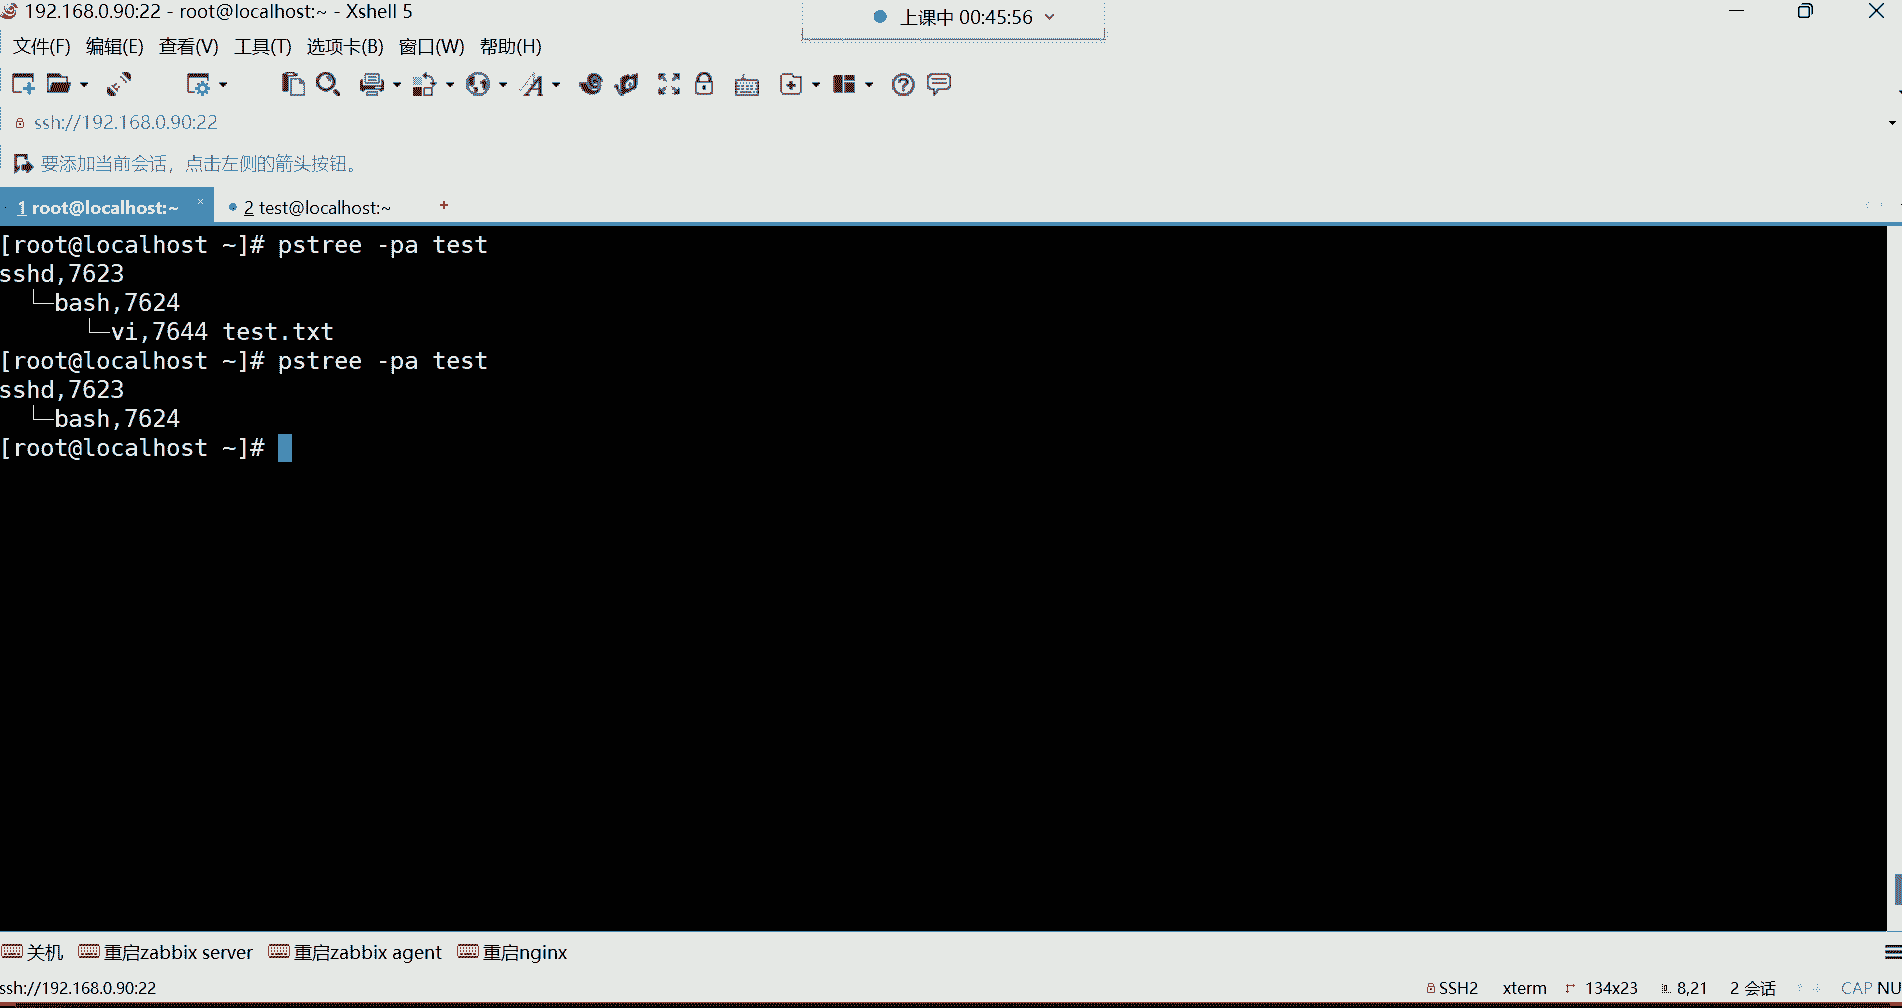 192.168.0.90:22 - root@localhost:~ - Xshell 5
上课中 00:45:56
文件(F) 编辑(E) 查看(V) 工具(T) 选项卡(B) 窗口(W) 帮助(H)
ssh://192.168.0.90:22
要添加当前会话，点击左侧的箭头按钮。
1 root@localhost:~ × 2 test@localhost:~ +
[root@localhost ~]# pstree -pa test
sshd,7623
└─bash,7624
└─vi,7644 test.txt
[root@localhost ~]# pstree -pa test
sshd,7623
└─bash,7624
[root@localhost ~]#
关机 重启zabbix server 重启zabbix agent 重启nginx
ssh://192.168.0.90:22 SSH2 xterm 134x23 8,21 2 会话 CAP NU